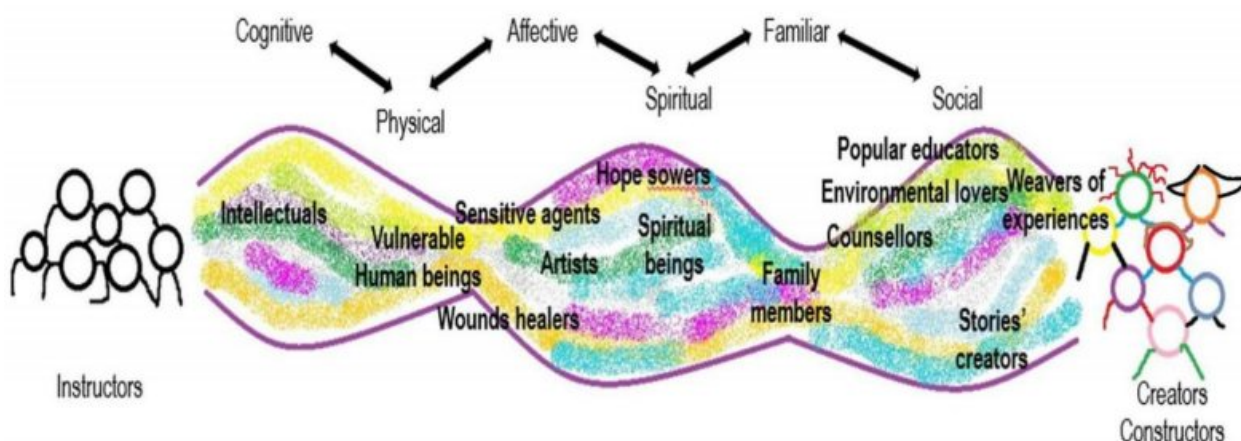 Cognitive
Affective
Familiar
Physical
Spiritual
Social
Instructors
Intellectuals
Vulnerable
Human beings
Sensitive agents
Artists
Wounds healers
Hope sowers
Spiritual
beings
Family
members
Popular educators
Environmental lovers
Counsellors
Stories'
creators
Weavers of
experiences
Creators
Constructors